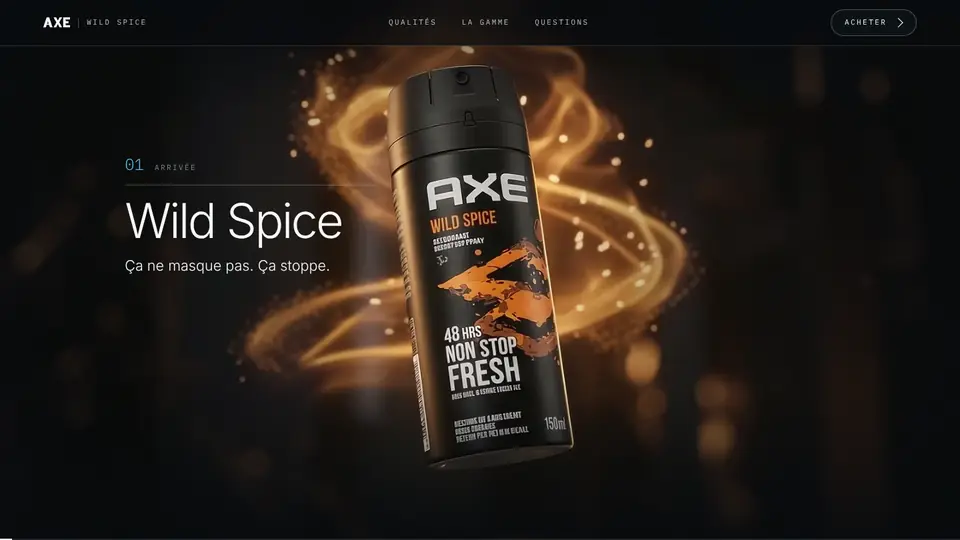 AXE | WILD SPICE
QUALITÉS
LA GAMME
QUESTIONS
ACHETER
01 ARRIVÉE
Wild Spice
Ça ne masque pas. Ça stoppe.
AXE
WILD SPICE
48 HRS
NON STOP
FRESH
150ml